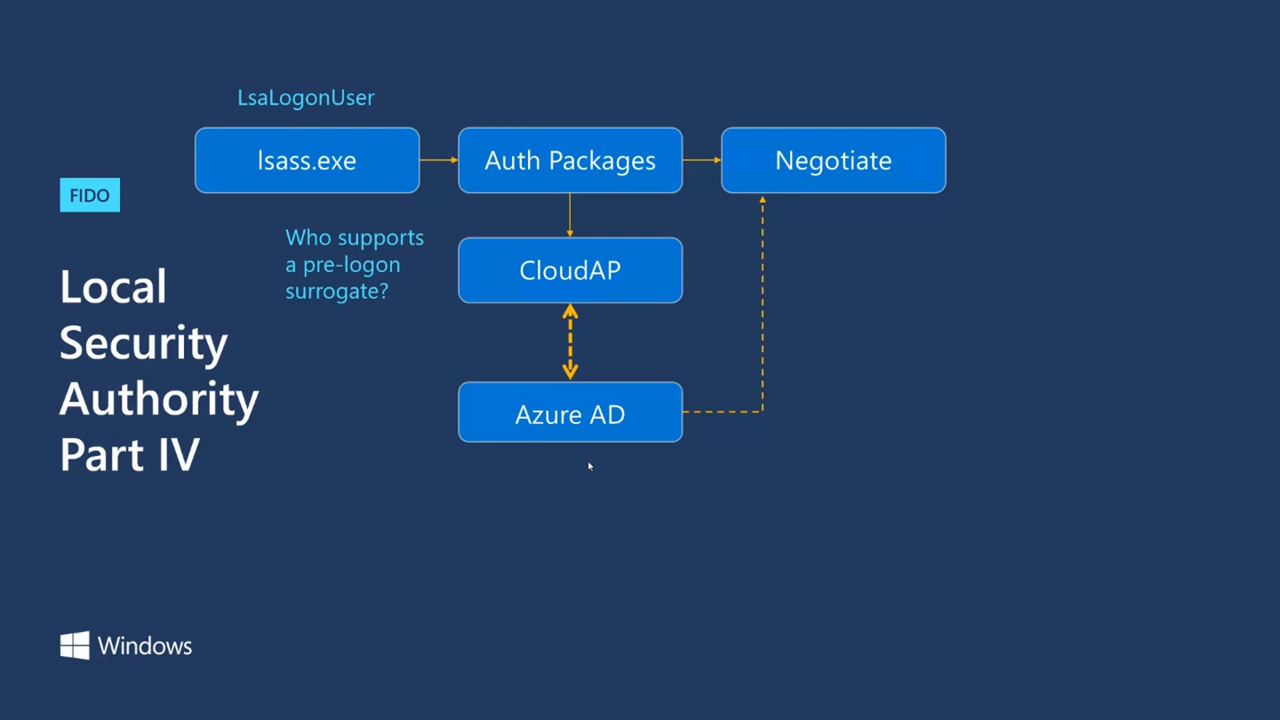 LsaLogonUser
lsass.exe
Auth Packages
Negotiate
FIDO
Who supports
a pre-logon
surrogate?
CloudAP
Local
Security
Authority
Part IV
Azure AD
Windows